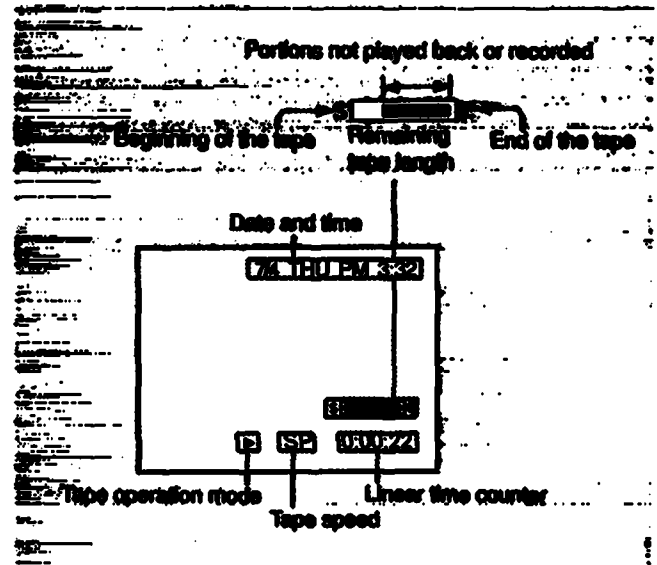 Portions not played back or recorded
Beginning of the tape
Remaining
tape length
End of the tape
Date and time
7/4 THU PM 3:32
SP
0:00:22
Tape operation mode
Linear time counter
Tape speed